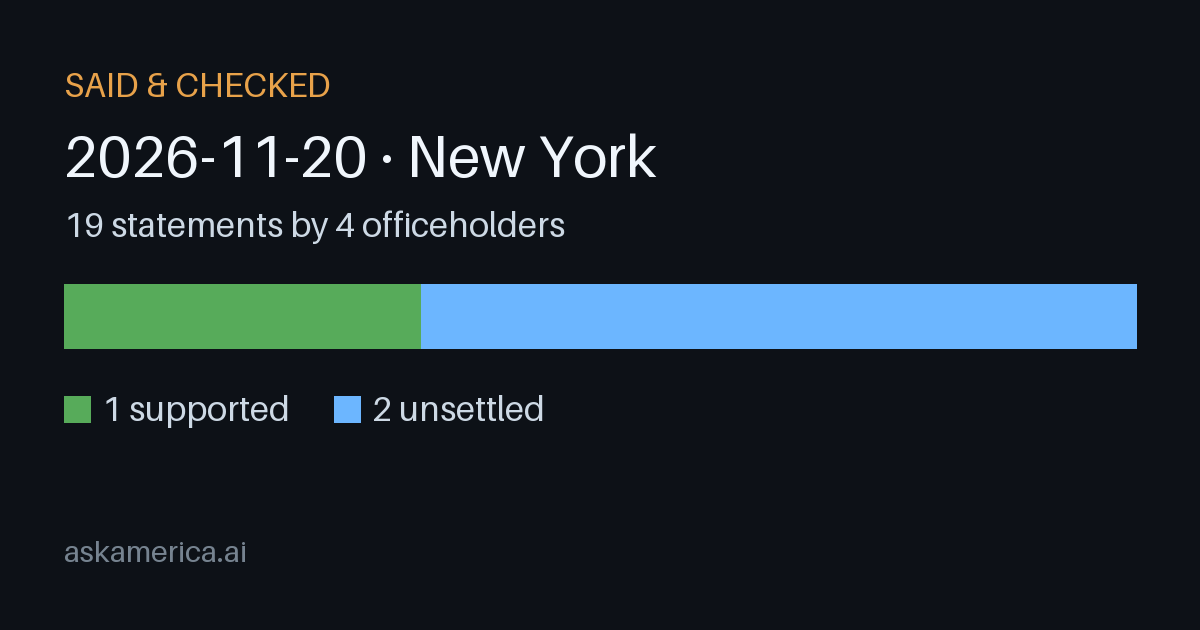 SAID & CHECKED
2026-11-20 · New York
19 statements by 4 officeholders
1 supported 2 unsettled
askamerica.ai